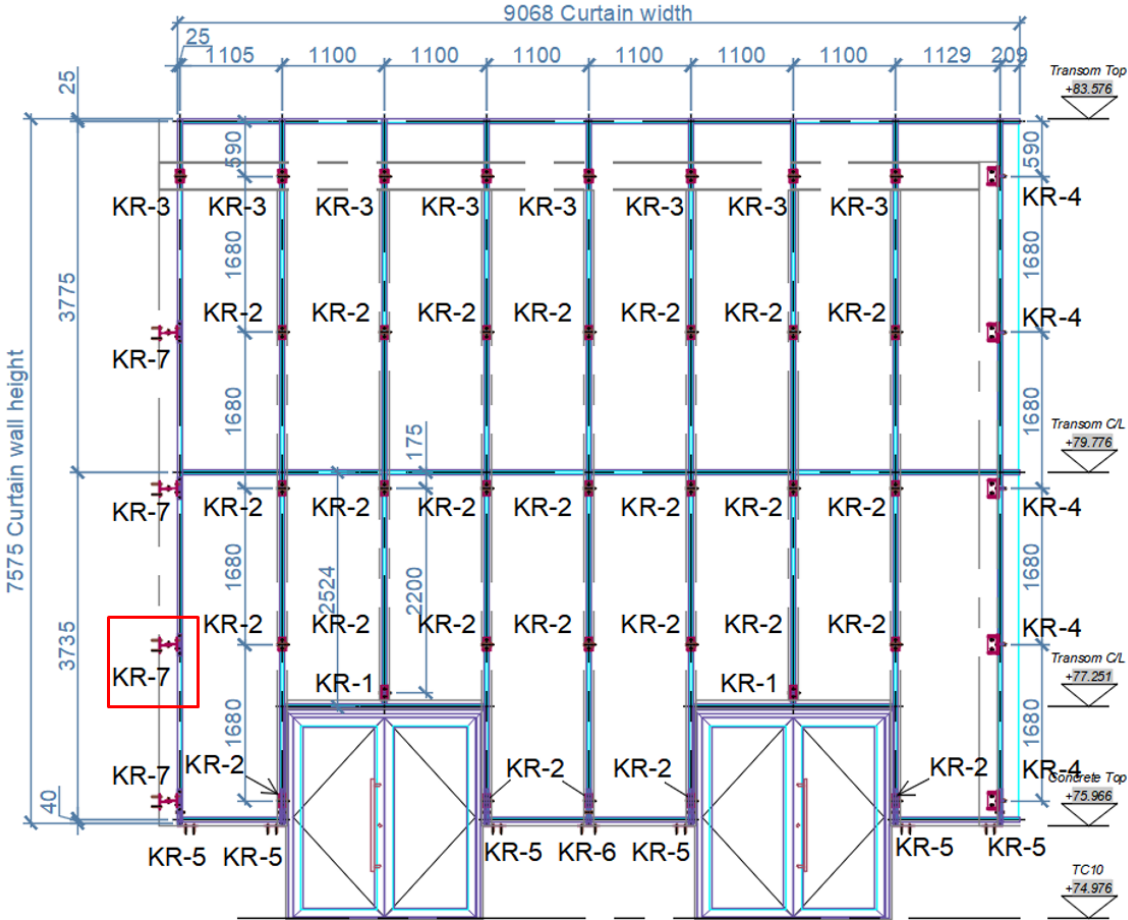 9068 Curtain width
25
1105 1100 1100 1100 1100 1100 1100 1129 209
25
Transom Top
+83.576
590 590
KR-3 KR-3 KR-3 KR-3 KR-3 KR-3 KR-3 KR-3 KR-4
1680 1680
3775
KR-2 KR-2 KR-2 KR-2 KR-2 KR-2 KR-2 KR-4
KR-7
7575 Curtain wall height
1680 1680
175
Transom C/L
+79.776
KR-7 KR-2 KR-2 KR-2 KR-2 KR-2 KR-2 KR-2 KR-4
1680 2524 2200 1680
3735
KR-2 KR-2 KR-2 KR-2 KR-2 KR-2 KR-2 KR-4
KR-7
KR-1 KR-1
Transom C/L
+77.251
1680 1680
KR-7 KR-2 KR-2 KR-2 KR-2 KR-4
Concrete Top
+75.966
40
KR-5 KR-5 KR-5 KR-6 KR-5 KR-5 KR-5
TC10
+74.976